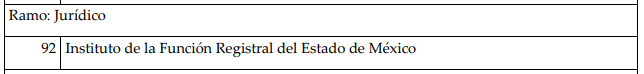 Ramo: Jurídico
92 Instituto de la Función Registral del Estado de México